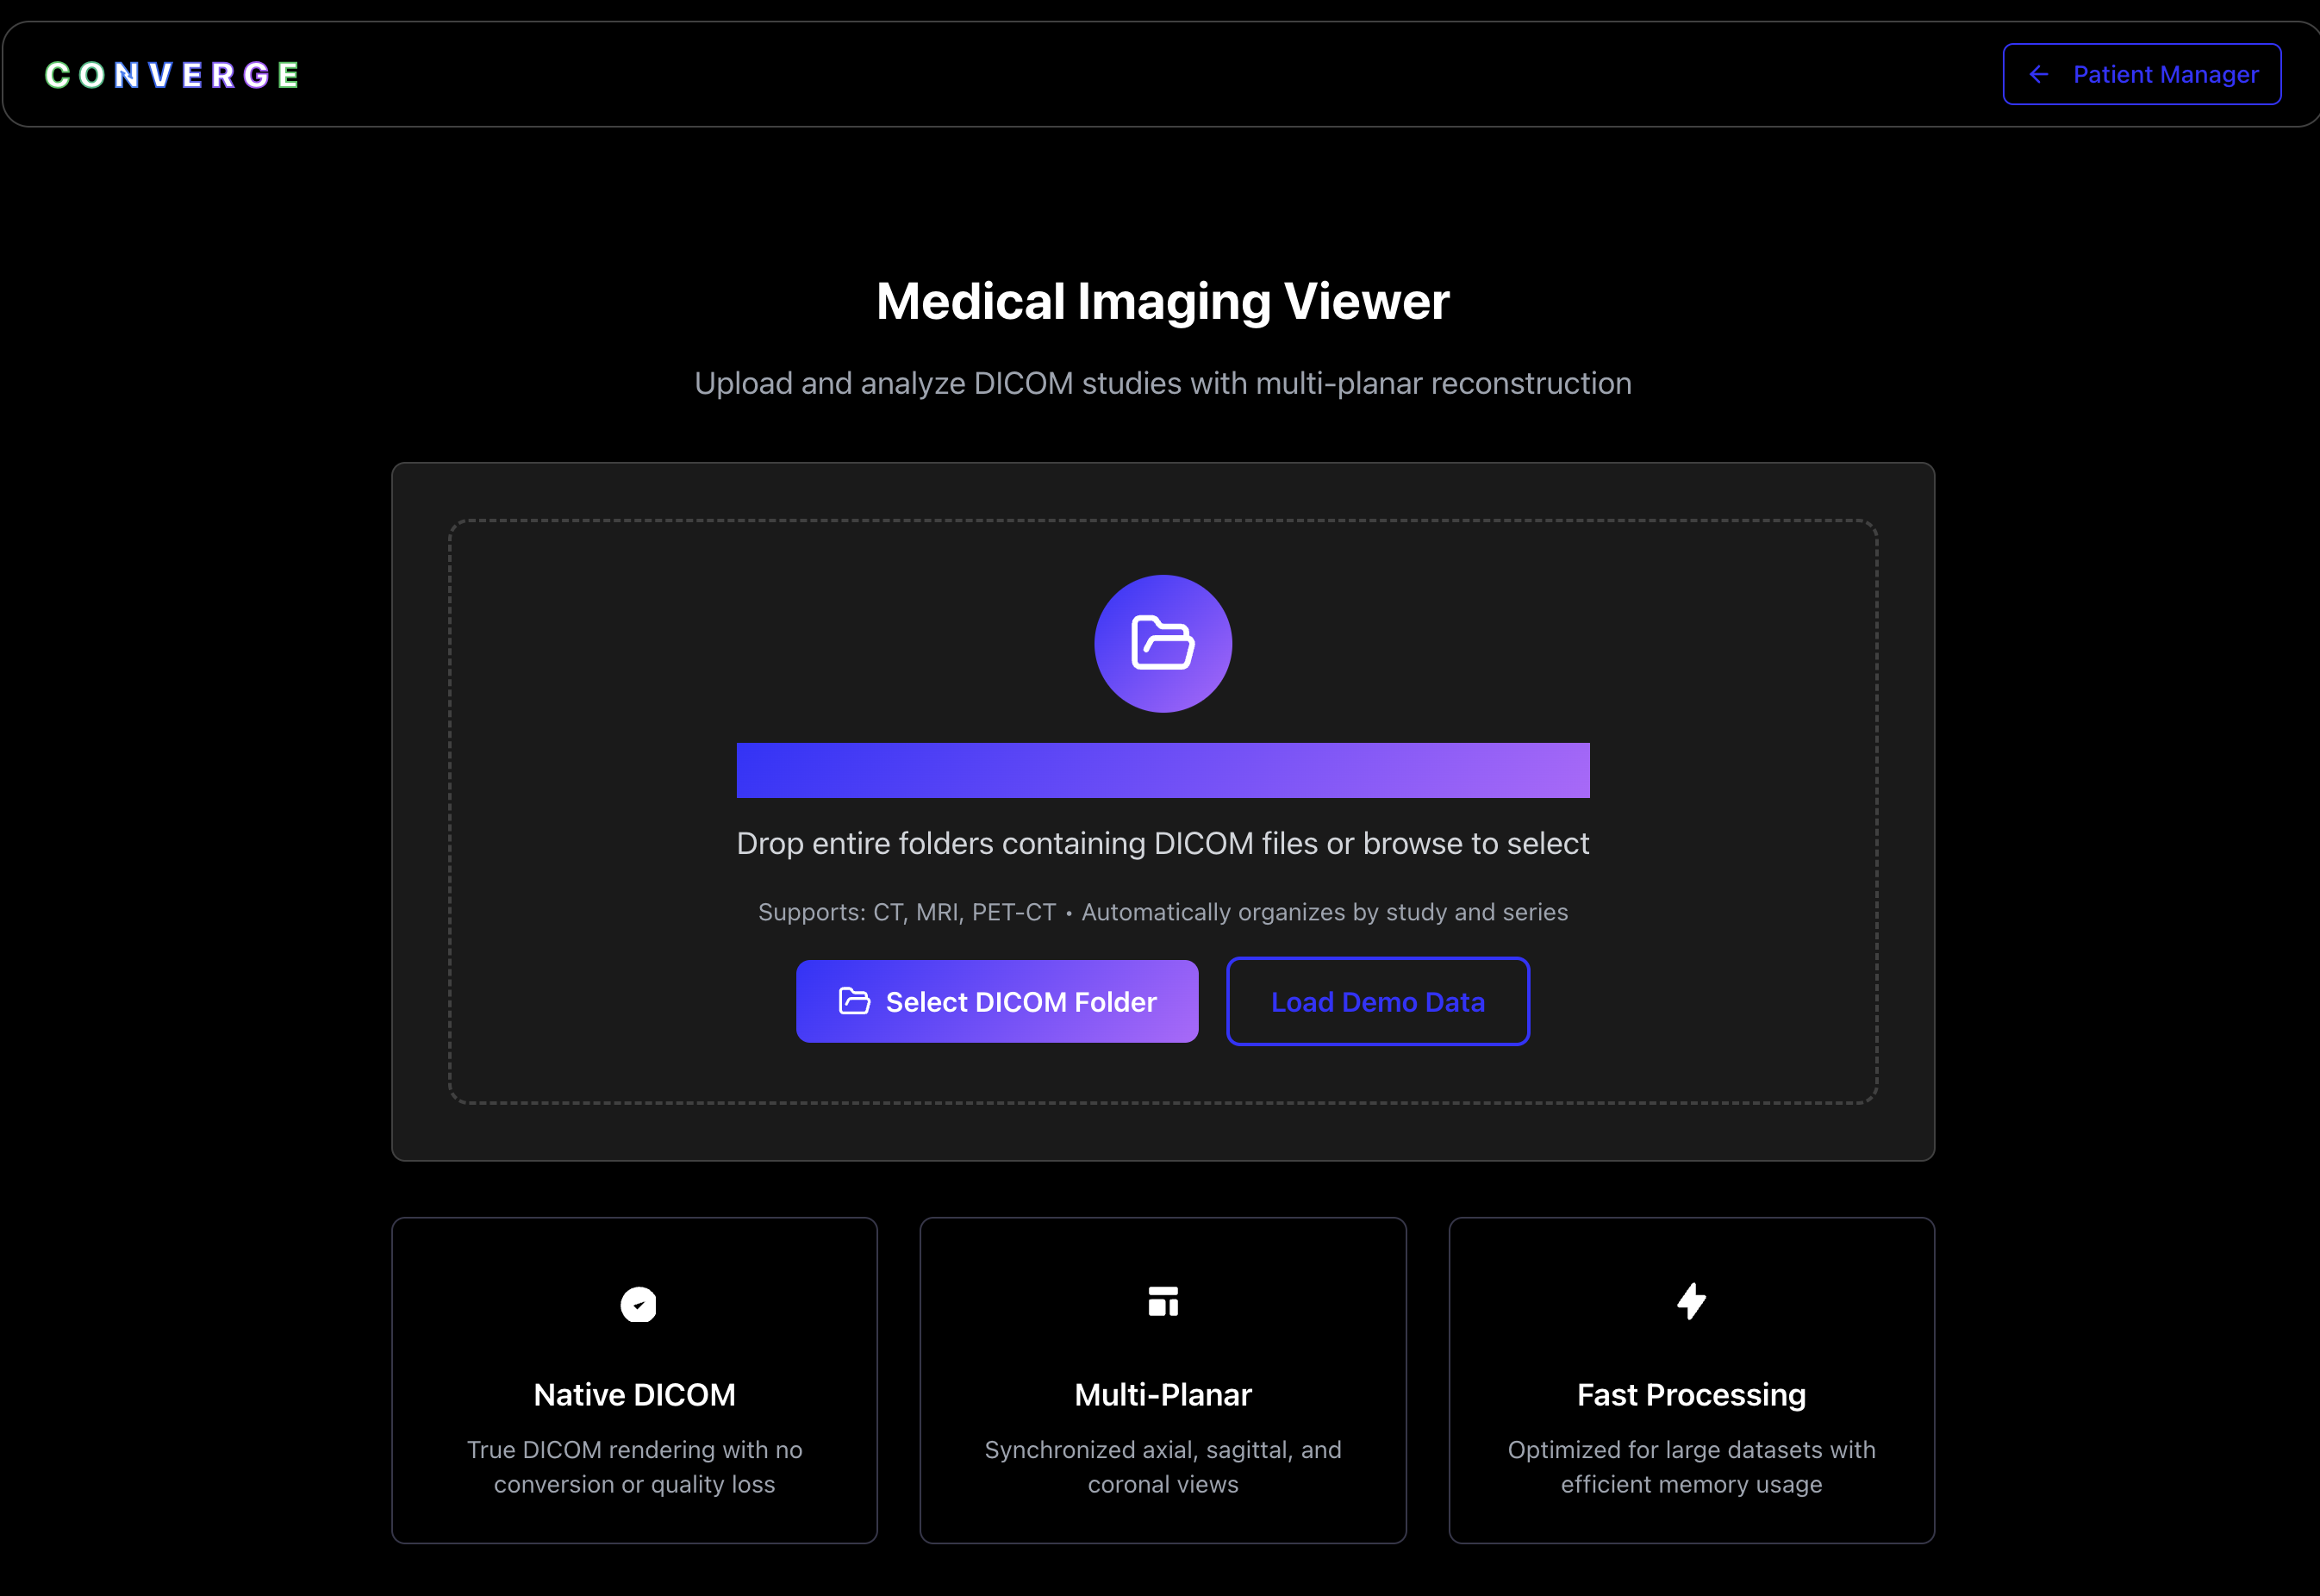 CONVERGE
Patient Manager
Medical Imaging Viewer
Upload and analyze DICOM studies with multi-planar reconstruction
Drop entire folders containing DICOM files or browse to select
Supports: CT, MRI, PET-CT • Automatically organizes by study and series
Select DICOM Folder
Load Demo Data
Native DICOM
True DICOM rendering with no
conversion or quality loss
Multi-Planar
Synchronized axial, sagittal, and
coronal views
Fast Processing
Optimized for large datasets with
efficient memory usage